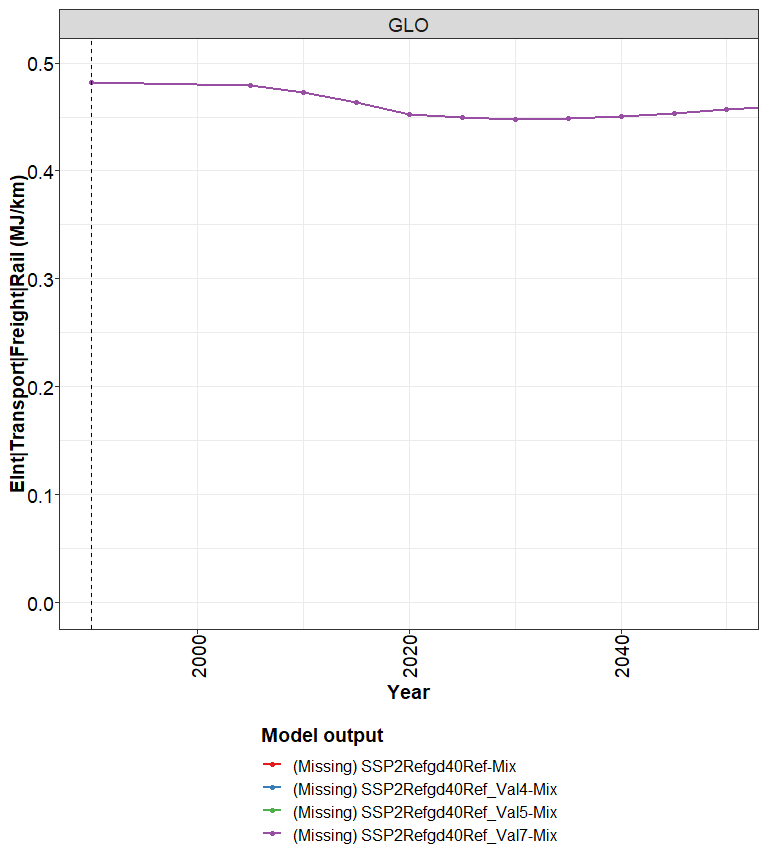 GLO
0.5
0.4
0.3
0.2
0.1
0.0
EInt|Transport|Freight|Rail (MJ/km)
2000
2020
2040
Year
Model output
(Missing) SSP2Refgd40Ref-Mix
(Missing) SSP2Refgd40Ref_Val4-Mix
(Missing) SSP2Refgd40Ref_Val5-Mix
(Missing) SSP2Refgd40Ref_Val7-Mix